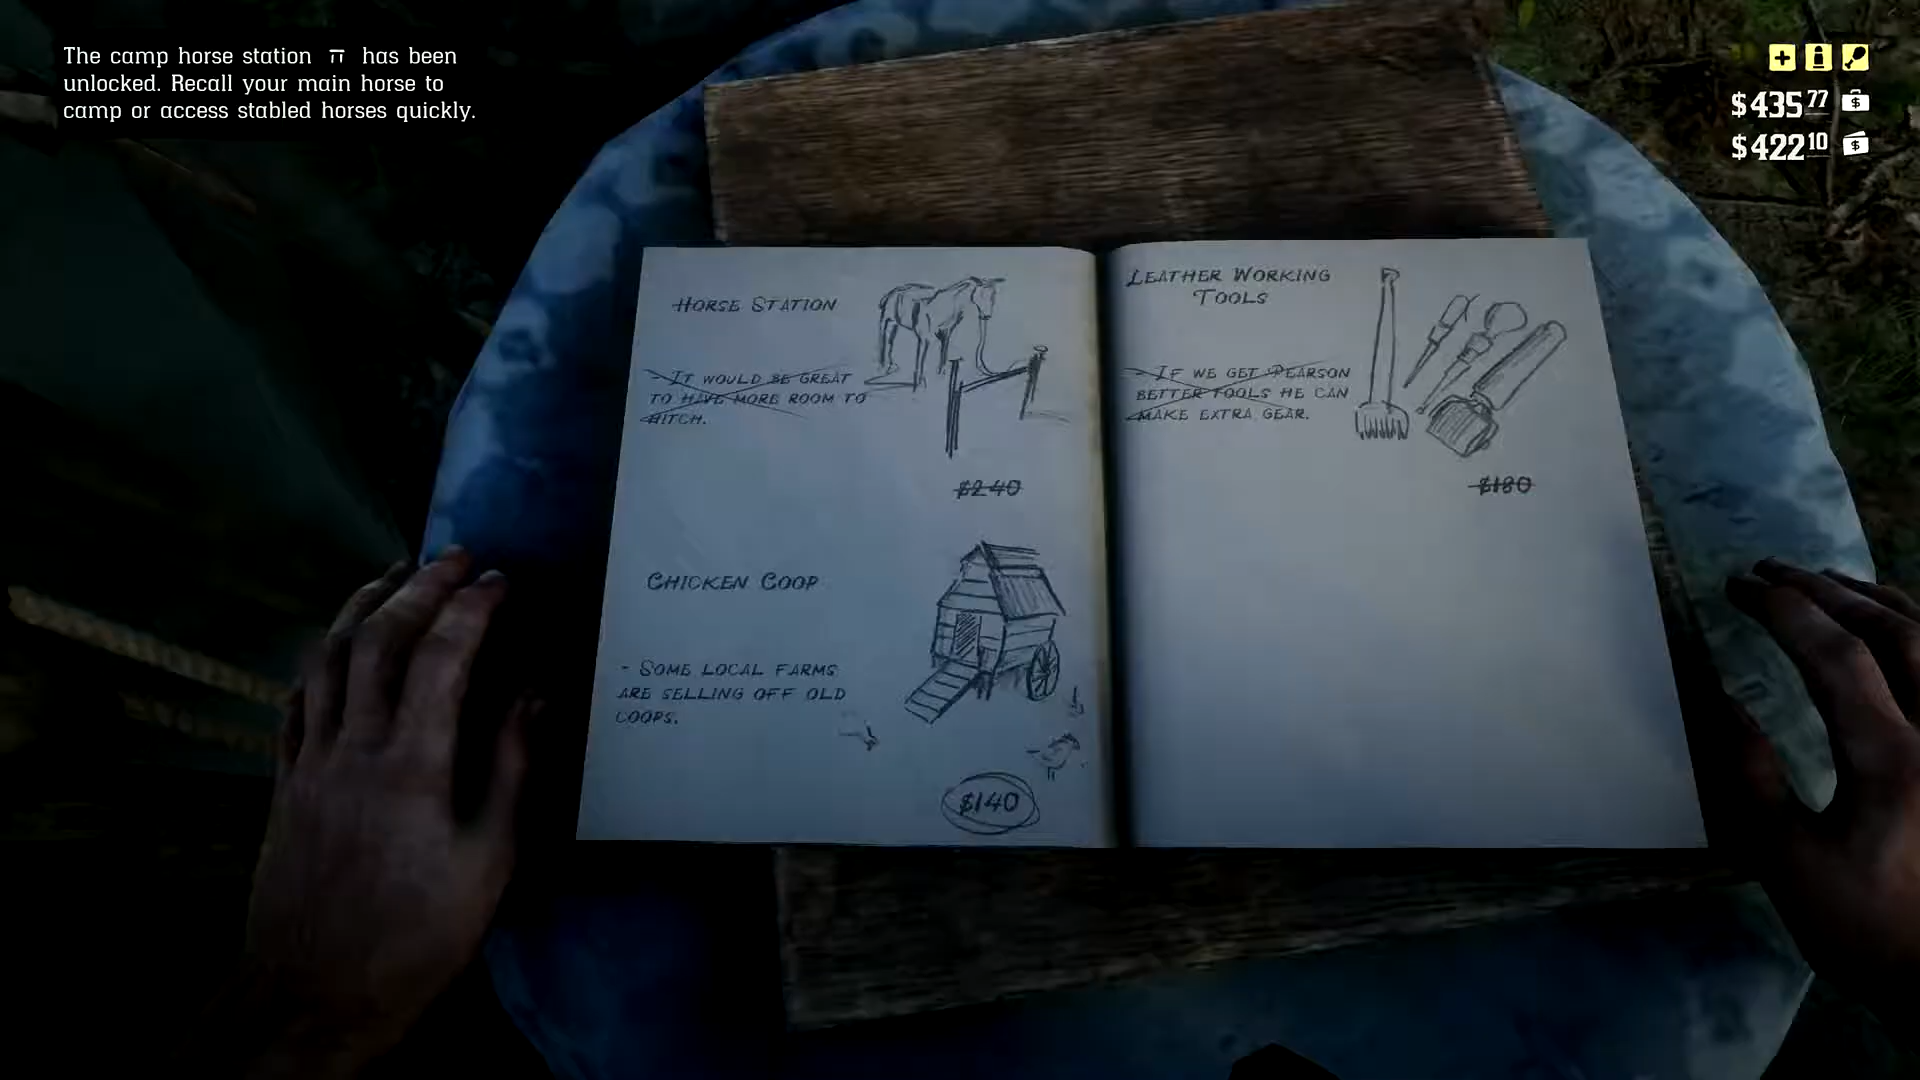 The camp horse station has been
unlocked. Recall your main horse to
camp or access stabled horses quickly.
$435 77
$422 10
HORSE STATION
- IT WOULD BE GREAT
TO HAVE MORE ROOM TO
HITCH.
$240
CHICKEN COOP
- SOME LOCAL FARMS
ARE SELLING OFF OLD
COOPS.
$140
LEATHER WORKING
TOOLS
- IF WE GET PEARSON
BETTER TOOLS HE CAN
MAKE EXTRA GEAR.
$180